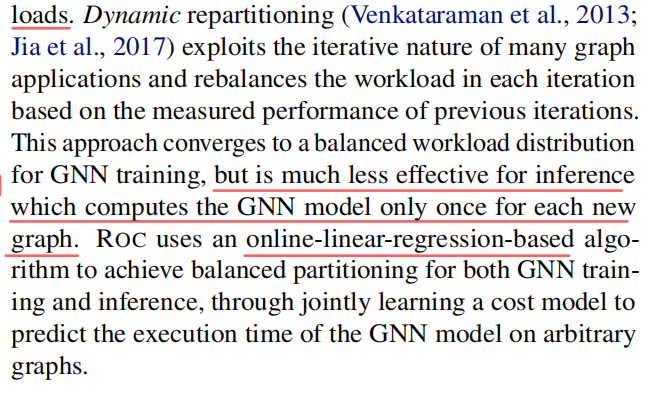 loads. Dynamic repartitioning (Venkataraman et al., 2013;
Jia et al., 2017) exploits the iterative nature of many graph
applications and rebalances the workload in each iteration
based on the measured performance of previous iterations.
This approach converges to a balanced workload distribution
for GNN training, but is much less effective for inference
which computes the GNN model only once for each new
graph. ROC uses an online-linear-regression-based algo-
rithm to achieve balanced partitioning for both GNN train-
ing and inference, through jointly learning a cost model to
predict the execution time of the GNN model on arbitrary
graphs.